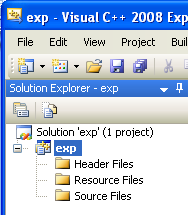 exp - Visual C++ 2008 Exp
File Edit View Project Buil
Solution Explorer - exp
Solution 'exp' (1 project)
exp
Header Files
Resource Files
Source Files